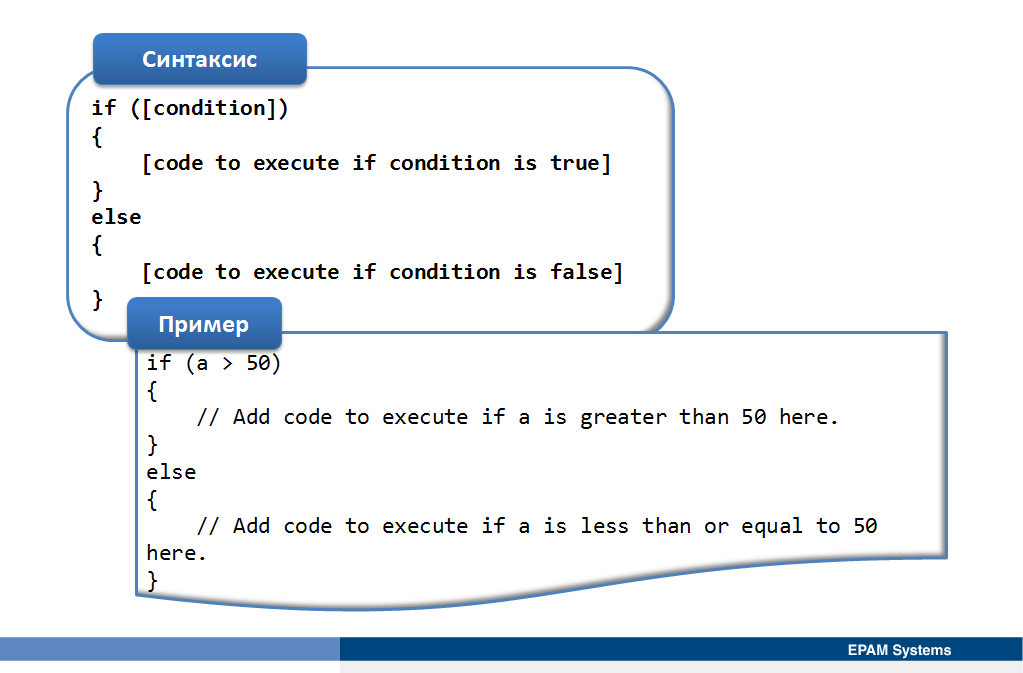 Синтаксис
if ([condition])
{
    [code to execute if condition is true]
}
else
{
    [code to execute if condition is false]
}
Пример
if (a > 50)
{
    // Add code to execute if a is greater than 50 here.
}
else
{
    // Add code to execute if a is less than or equal to 50
here.
}
EPAM Systems